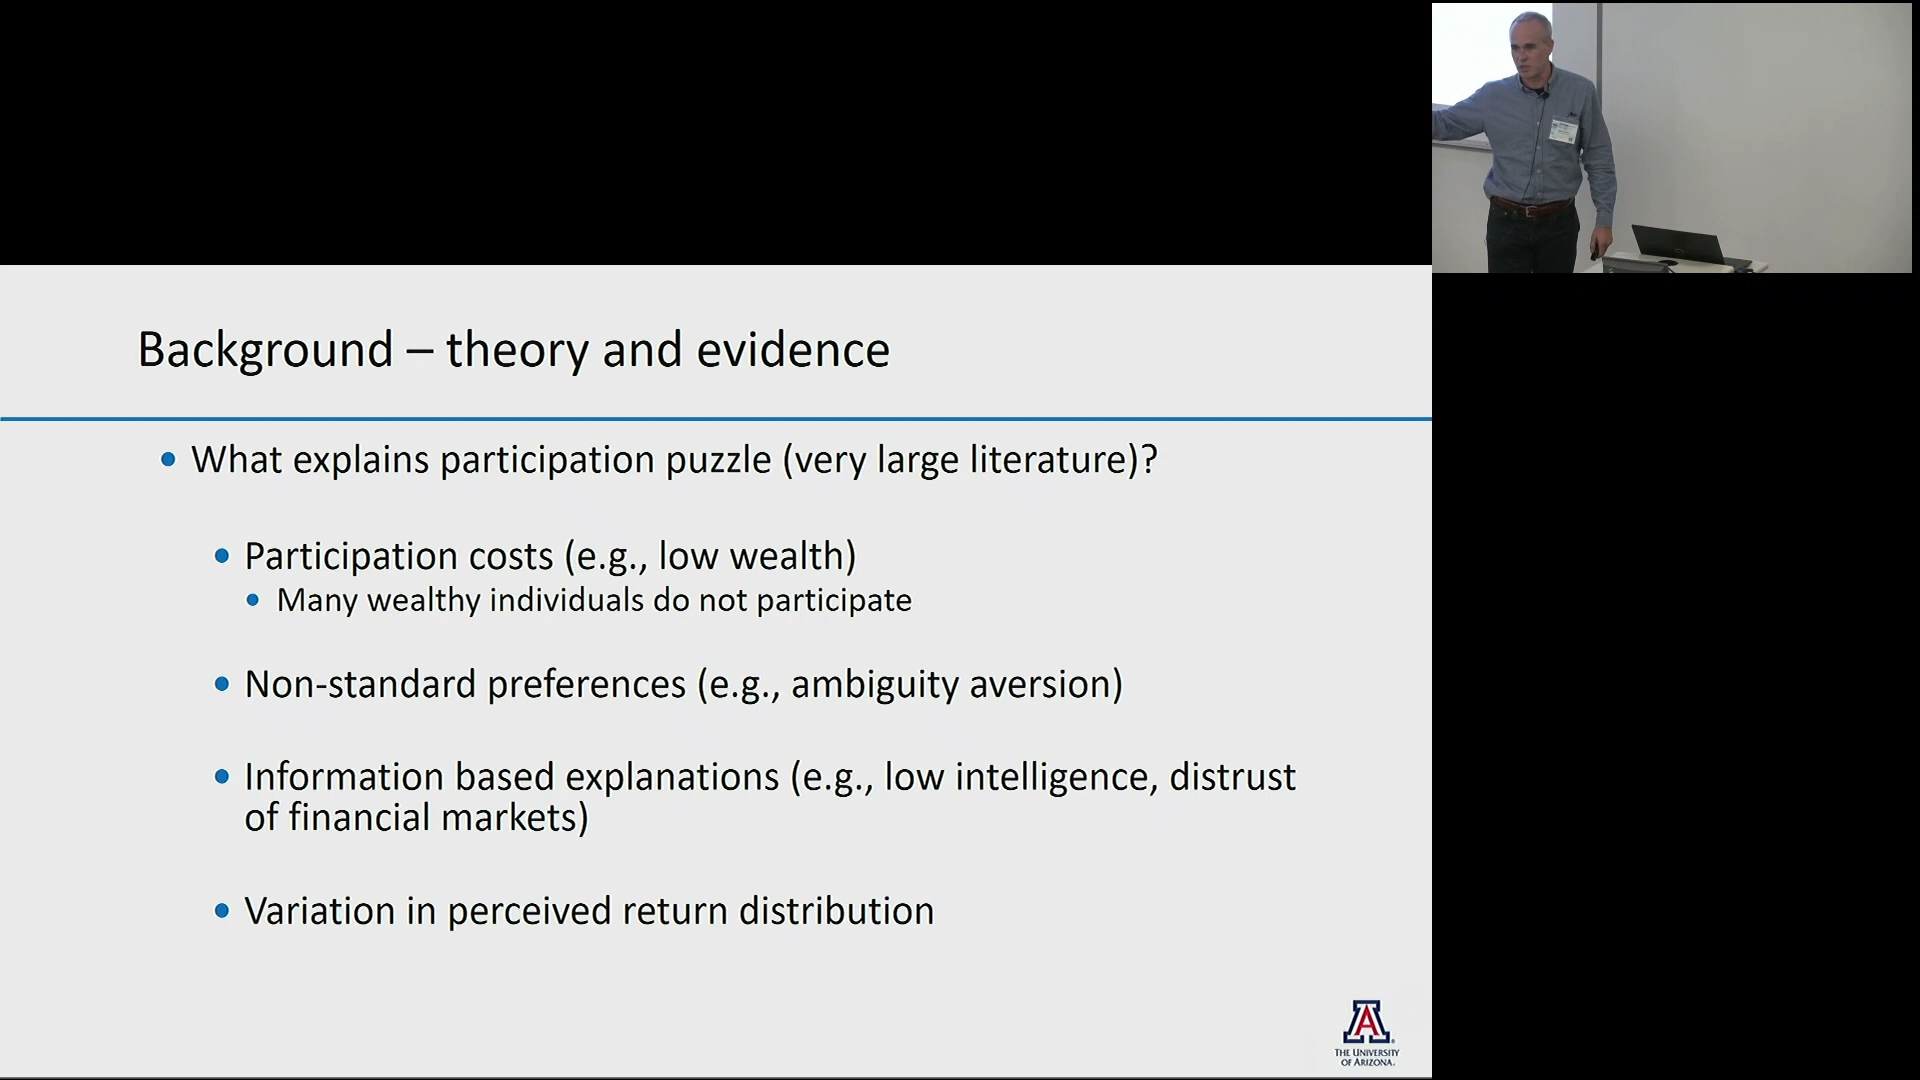 Background – theory and evidence
• What explains participation puzzle (very large literature)?
• Participation costs (e.g., low wealth)
• Many wealthy individuals do not participate
• Non-standard preferences (e.g., ambiguity aversion)
• Information based explanations (e.g., low intelligence, distrust
of financial markets)
• Variation in perceived return distribution
A
THE UNIVERSITY
OF ARIZONA.